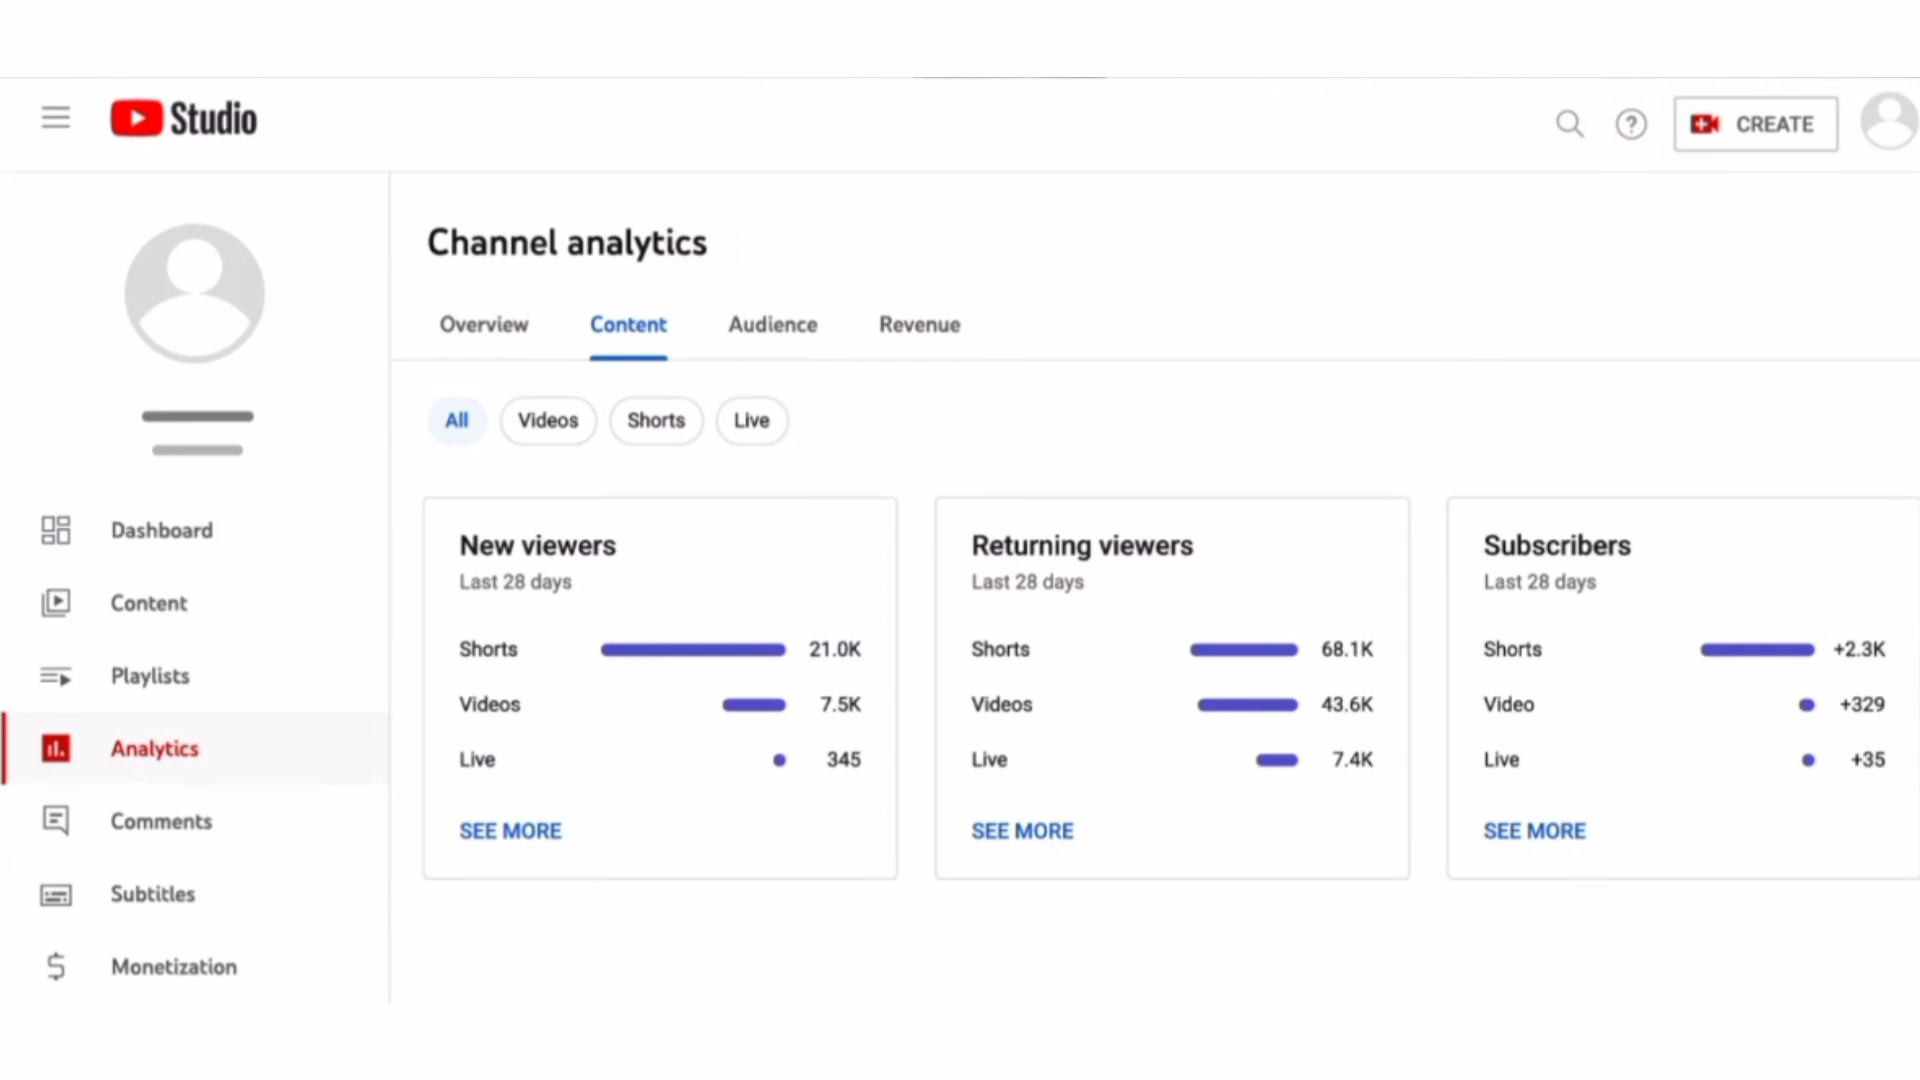 Studio
CREATE
Channel analytics
Overview Content Audience Revenue
All Videos Shorts Live
Dashboard
Content
Playlists
Analytics
Comments
Subtitles
Monetization
New viewers
Last 28 days
Shorts 21.0K
Videos 7.5K
Live 345
SEE MORE
Returning viewers
Last 28 days
Shorts 68.1K
Videos 43.6K
Live 7.4K
SEE MORE
Subscribers
Last 28 days
Shorts +2.3K
Video +329
Live +35
SEE MORE